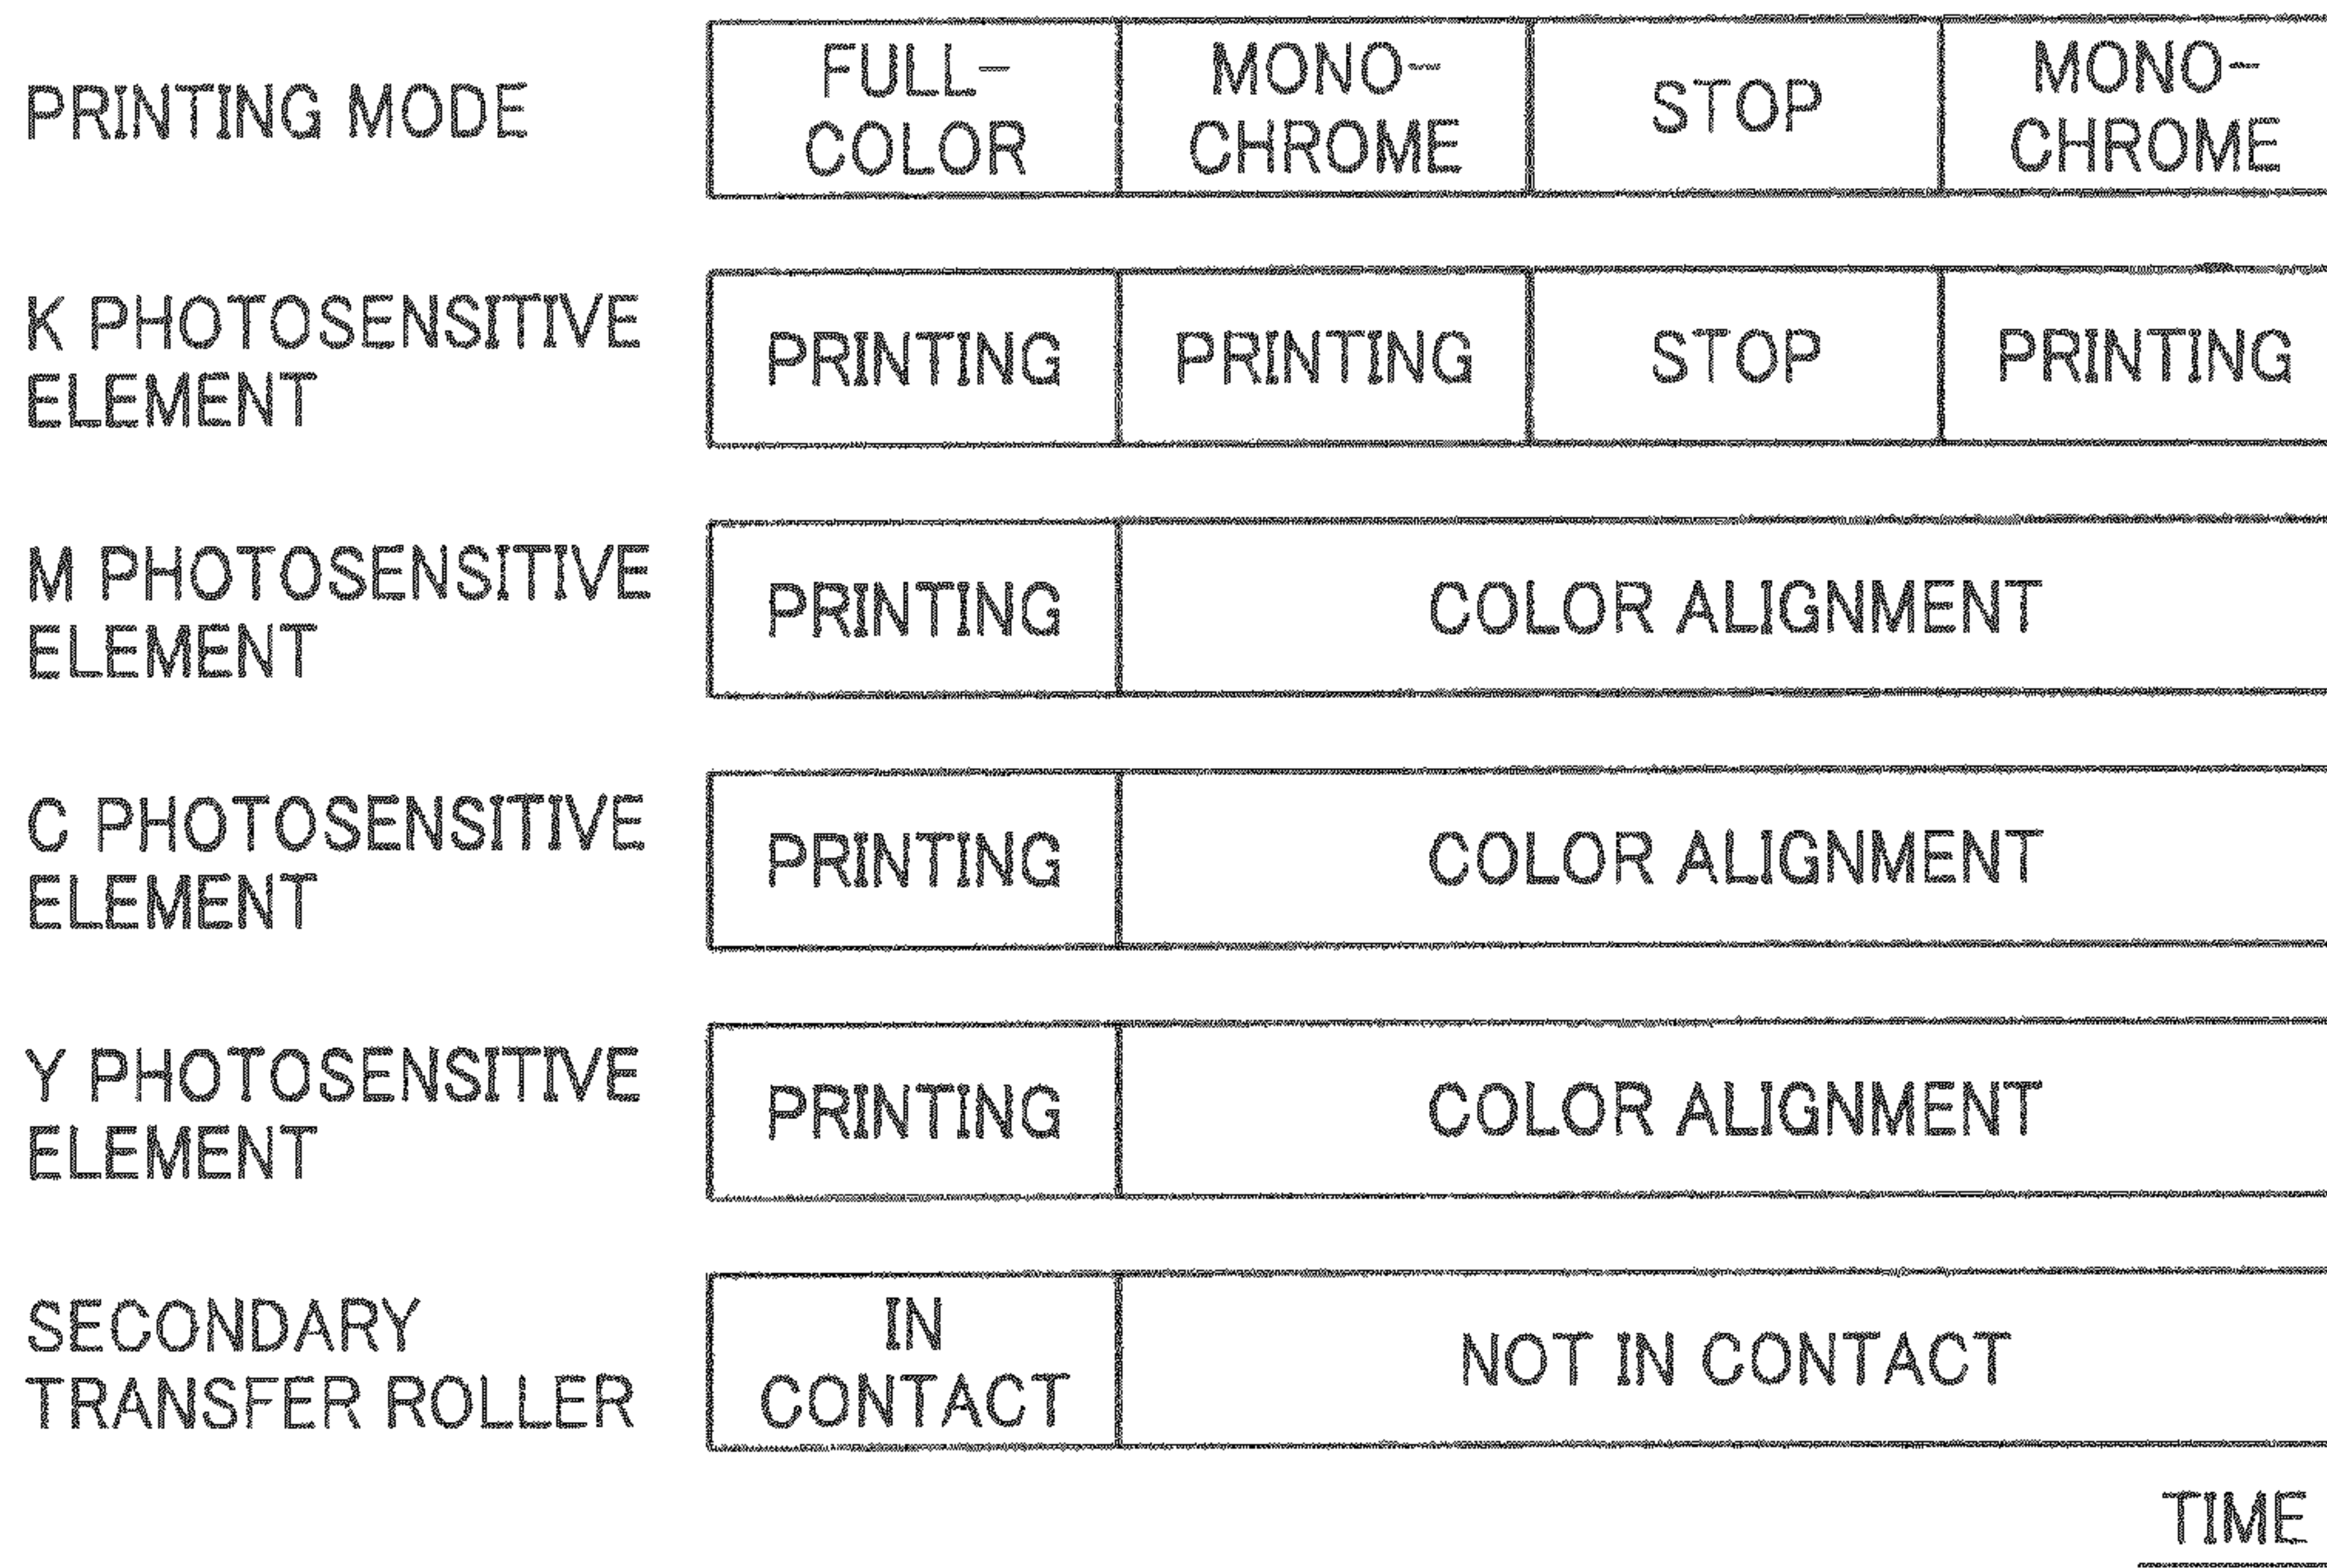 PRINTING MODE
FULL-
COLOR
MONO-
CHROME
STOP
MONO-
CHROME
K PHOTOSENSITIVE
ELEMENT
PRINTING
PRINTING
STOP
PRINTING
M PHOTOSENSITIVE
ELEMENT
PRINTING
COLOR ALIGNMENT
C PHOTOSENSITIVE
ELEMENT
PRINTING
COLOR ALIGNMENT
Y PHOTOSENSITIVE
ELEMENT
PRINTING
COLOR ALIGNMENT
SECONDARY
TRANSFER ROLLER
IN
CONTACT
NOT IN CONTACT
TIME